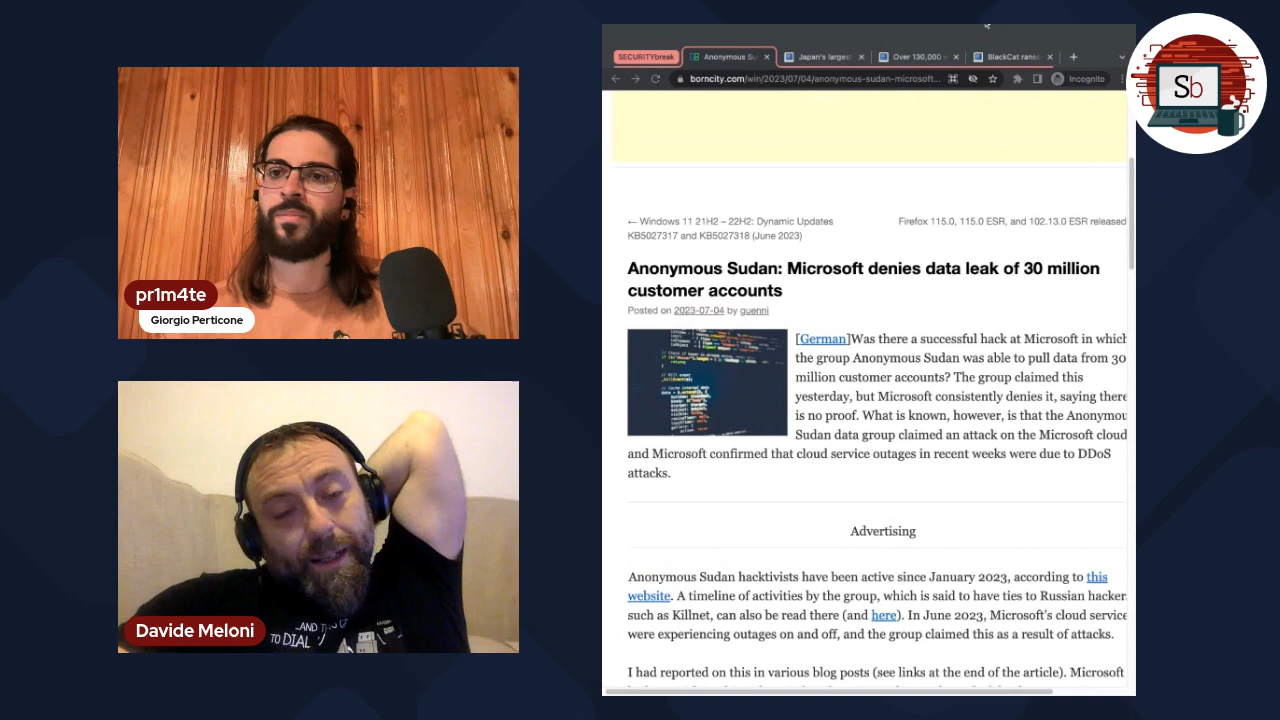 pr1m4te
Giorgio Perticone
TO DIAL
Davide Meloni
SECURITYbreak
Anonymous Su
Japan's largest
Over 130,000
BlackCat rans
borncity.com/win/2023/07/04/anonymous-sudan-microsoft...
Incognito
Sb
← Windows 11 21H2 – 22H2: Dynamic Updates
KB5027317 and KB5027318 (June 2023)
Firefox 115.0, 115.0 ESR, and 102.13.0 ESR released
Anonymous Sudan: Microsoft denies data leak of 30 million
customer accounts
Posted on 2023-07-04 by guenni
[German]Was there a successful hack at Microsoft in which
the group Anonymous Sudan was able to pull data from 30
million customer accounts? The group claimed this
yesterday, but Microsoft consistently denies it, saying there
is no proof. What is known, however, is that the Anonymou
Sudan data group claimed an attack on the Microsoft cloud
and Microsoft confirmed that cloud service outages in recent weeks were due to DDoS
attacks.
Advertising
Anonymous Sudan hacktivists have been active since January 2023, according to this
website. A timeline of activities by the group, which is said to have ties to Russian hacker
such as Killnet, can also be read there (and here). In June 2023, Microsoft's cloud service
were experiencing outages on and off, and the group claimed this as a result of attacks.
I had reported on this in various blog posts (see links at the end of the article). Microsoft